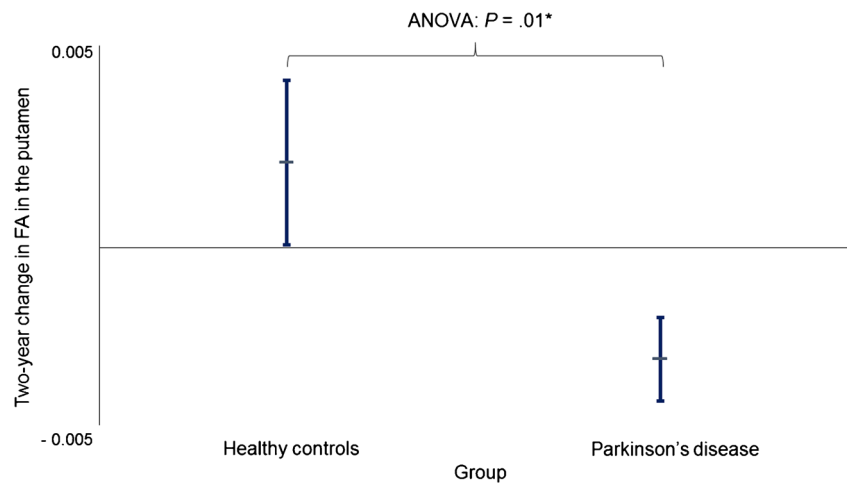 ANOVA: P = .01*
0.005
Two-year change in FA in the putamen
- 0.005
Healthy controls
Parkinson's disease
Group